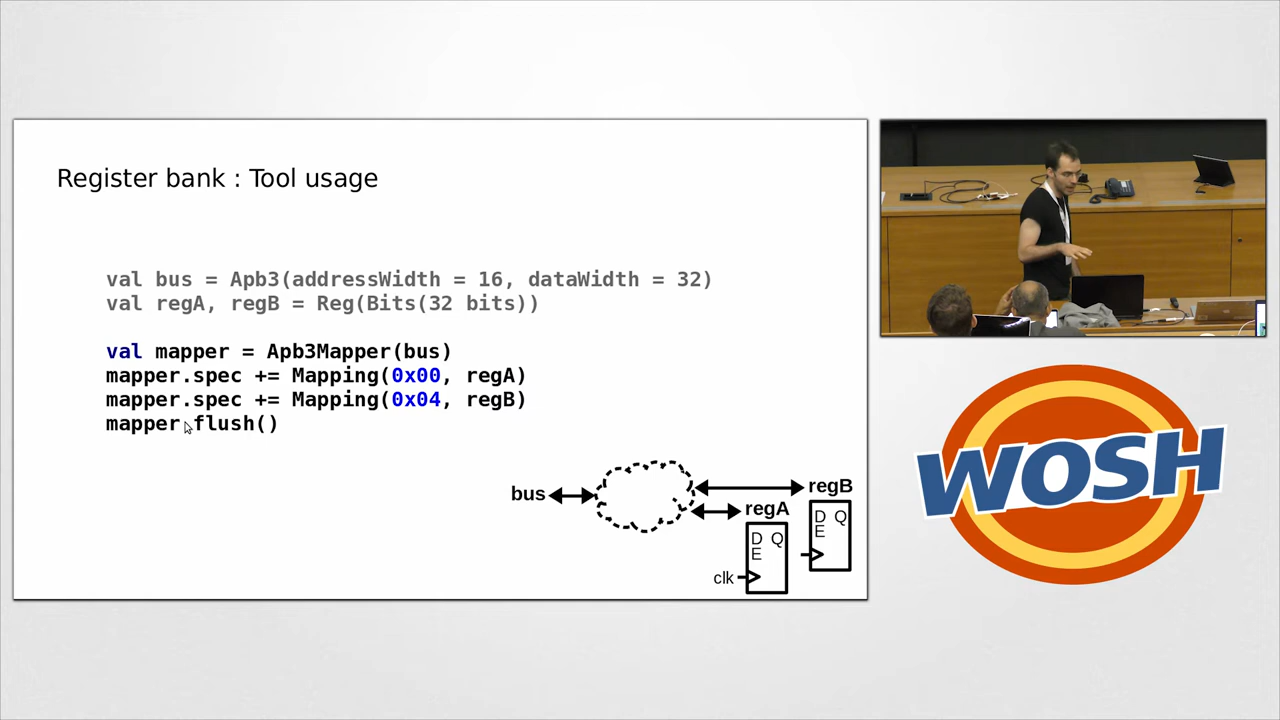 Register bank : Tool usage
val bus = Apb3(addressWidth = 16, dataWidth = 32)
val regA, regB = Reg(Bits(32 bits))
val mapper = Apb3Mapper(bus)
mapper.spec += Mapping(0x00, regA)
mapper.spec += Mapping(0x04, regB)
mapper.flush()
bus
regB
regA
D Q
E
D Q
E
clk
WOSH